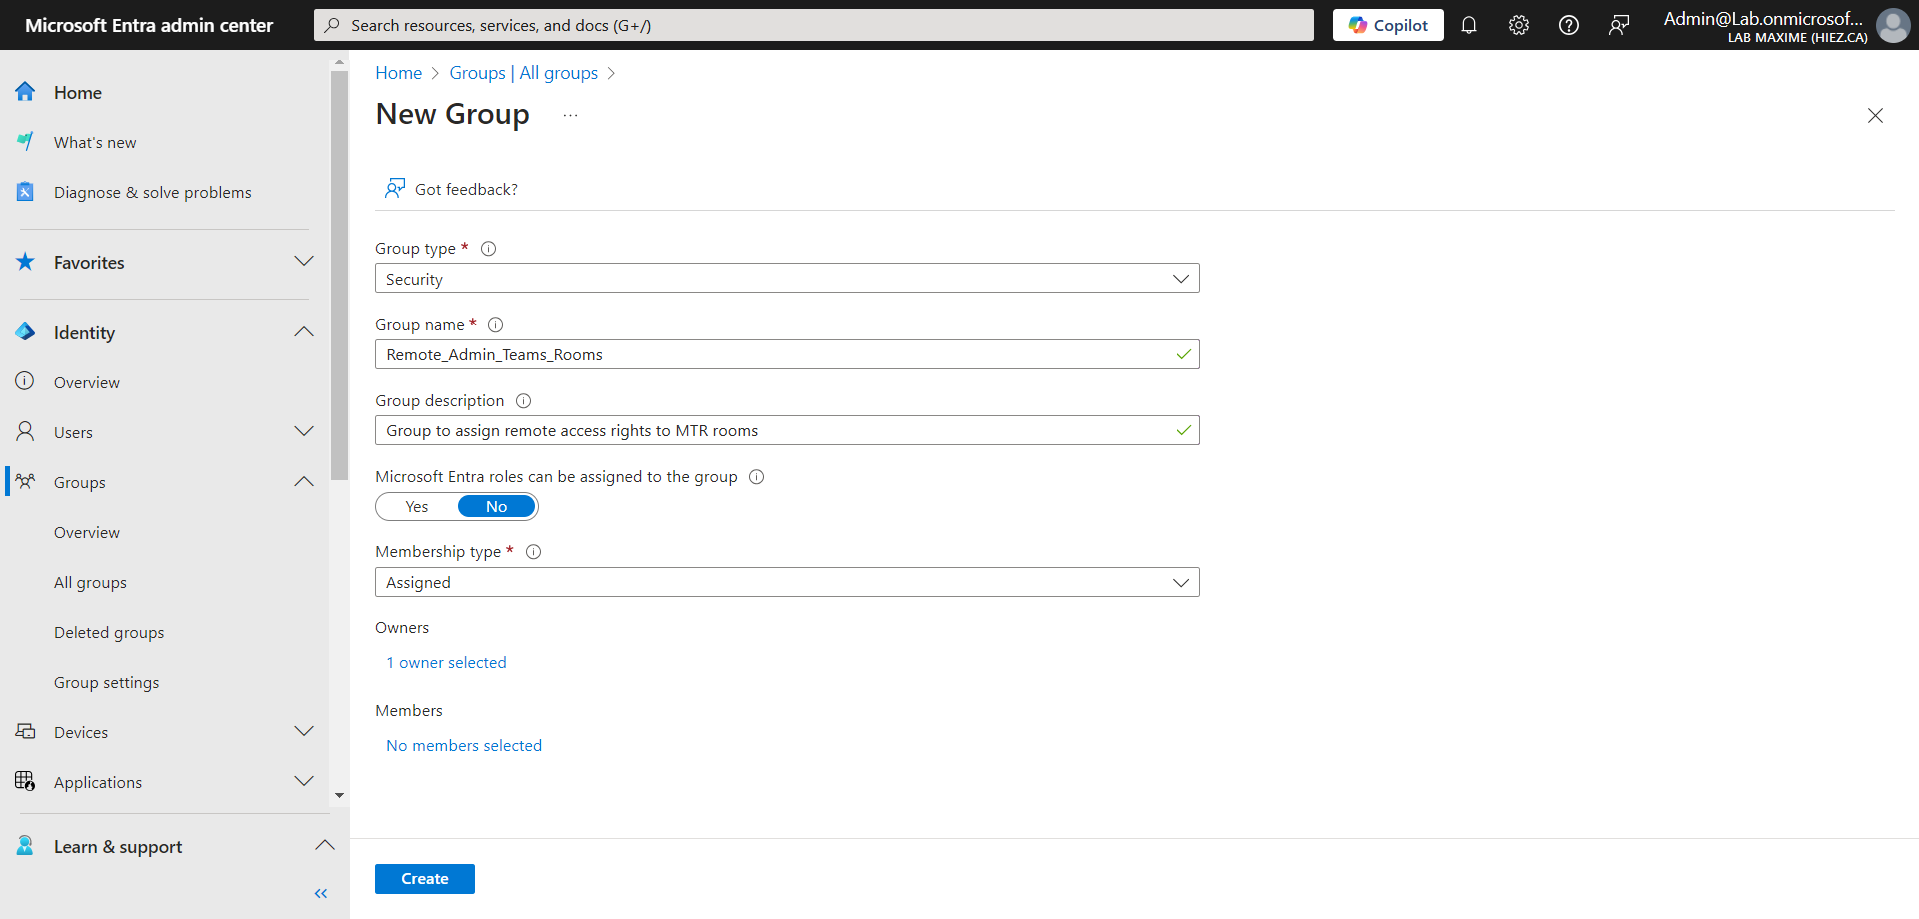 Microsoft Entra admin center
Search resources, services, and docs (G+/)
Copilot
Admin@Lab.onmicrosof...
LAB MAXIME (HIEZ.CA)
Home
What's new
Diagnose & solve problems
Favorites
Identity
Overview
Users
Groups
Overview
All groups
Deleted groups
Group settings
Devices
Applications
Learn & support
Home > Groups | All groups >
New Group ...
Got feedback?
Group type *
Security
Group name *
Remote_Admin_Teams_Rooms
Group description
Group to assign remote access rights to MTR rooms
Microsoft Entra roles can be assigned to the group
Yes No
Membership type *
Assigned
Owners
1 owner selected
Members
No members selected
Create